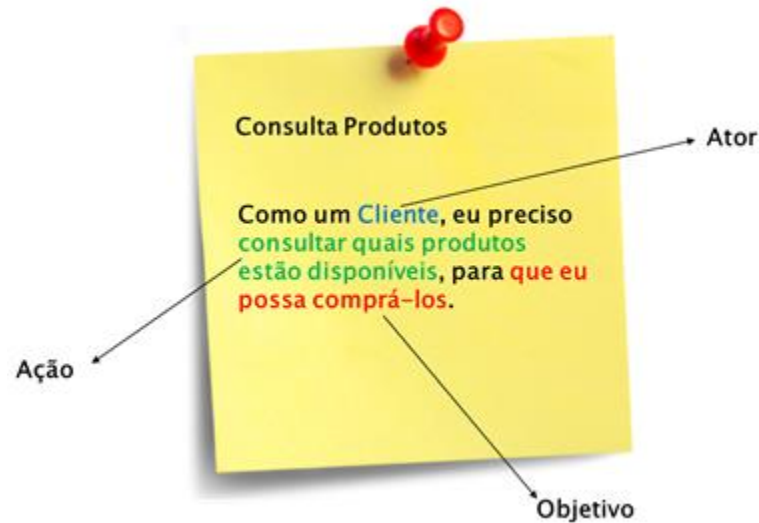 Consulta Produtos
Ator
Como um Cliente, eu preciso
consultar quais produtos
estão disponíveis, para que eu
possa comprá-los.
Ação
Objetivo